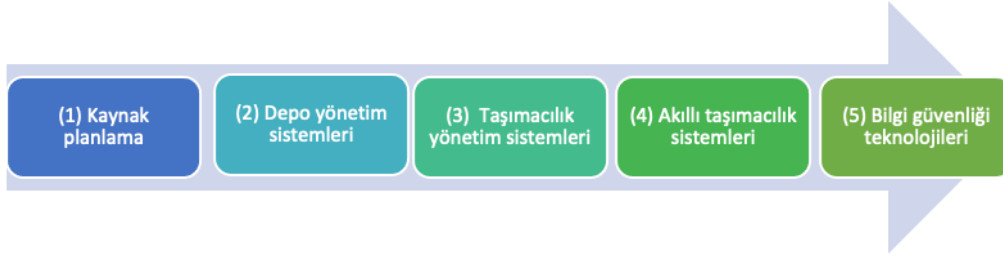 (1) Kaynak
planlama
(2) Depo yönetim
sistemleri
(3) Taşımacılık
yönetim sistemleri
(4) Akıllı taşımacılık
sistemleri
(5) Bilgi güvenliği
teknolojileri